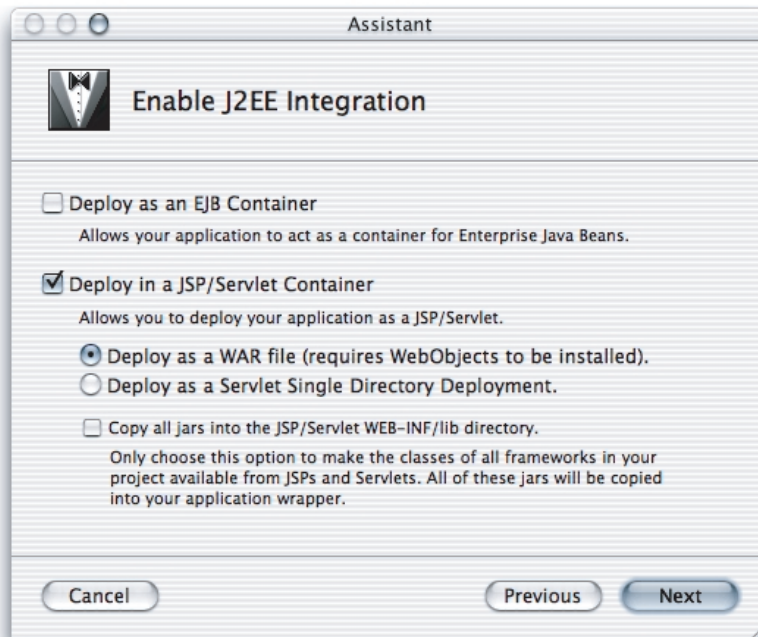 Assistant
Enable J2EE Integration
Deploy as an EJB Container
Allows your application to act as a container for Enterprise Java Beans.
Deploy in a JSP/Servlet Container
Allows you to deploy your application as a JSP/Servlet.
Deploy as a WAR file (requires WebObjects to be installed).
Deploy as a Servlet Single Directory Deployment.
Copy all jars into the JSP/Servlet WEB-INF/lib directory.
Only choose this option to make the classes of all frameworks in your
project available from JSPs and Servlets. All of these jars will be copied
into your application wrapper.
Cancel
Previous
Next